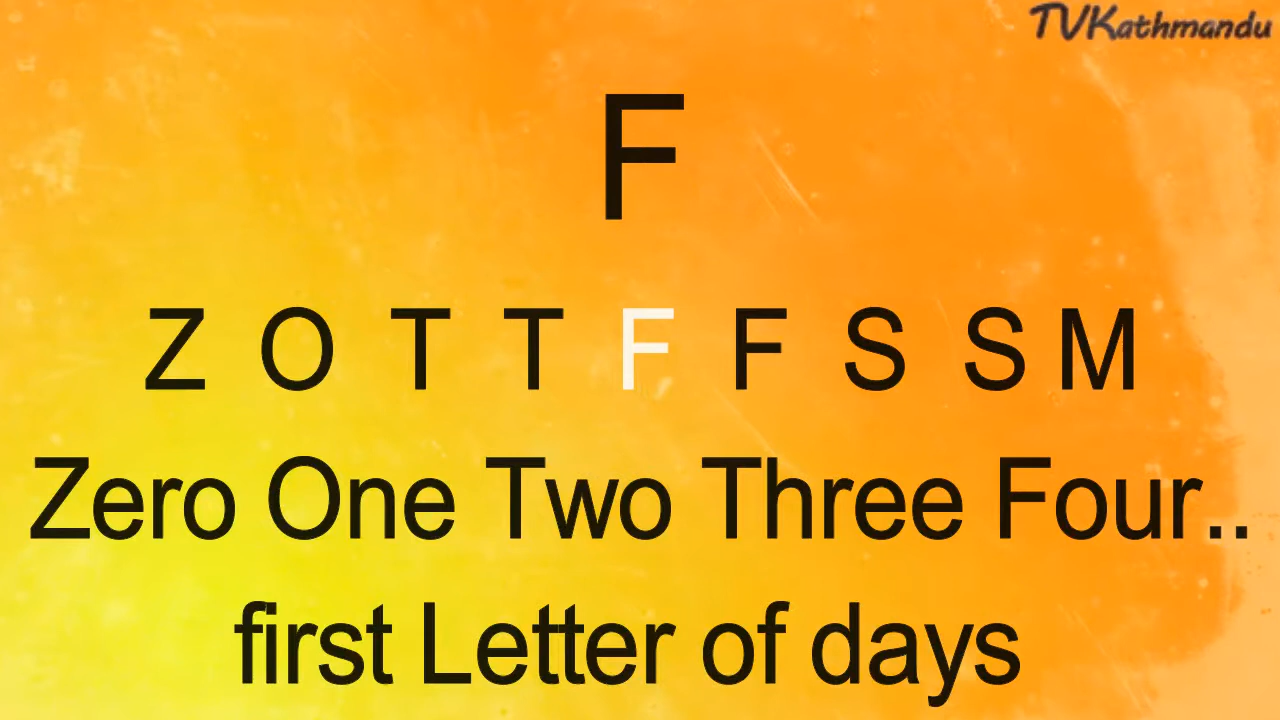 TVKathmandu
F
Z O T T F F S S M
Zero One Two Three Four..
first Letter of days